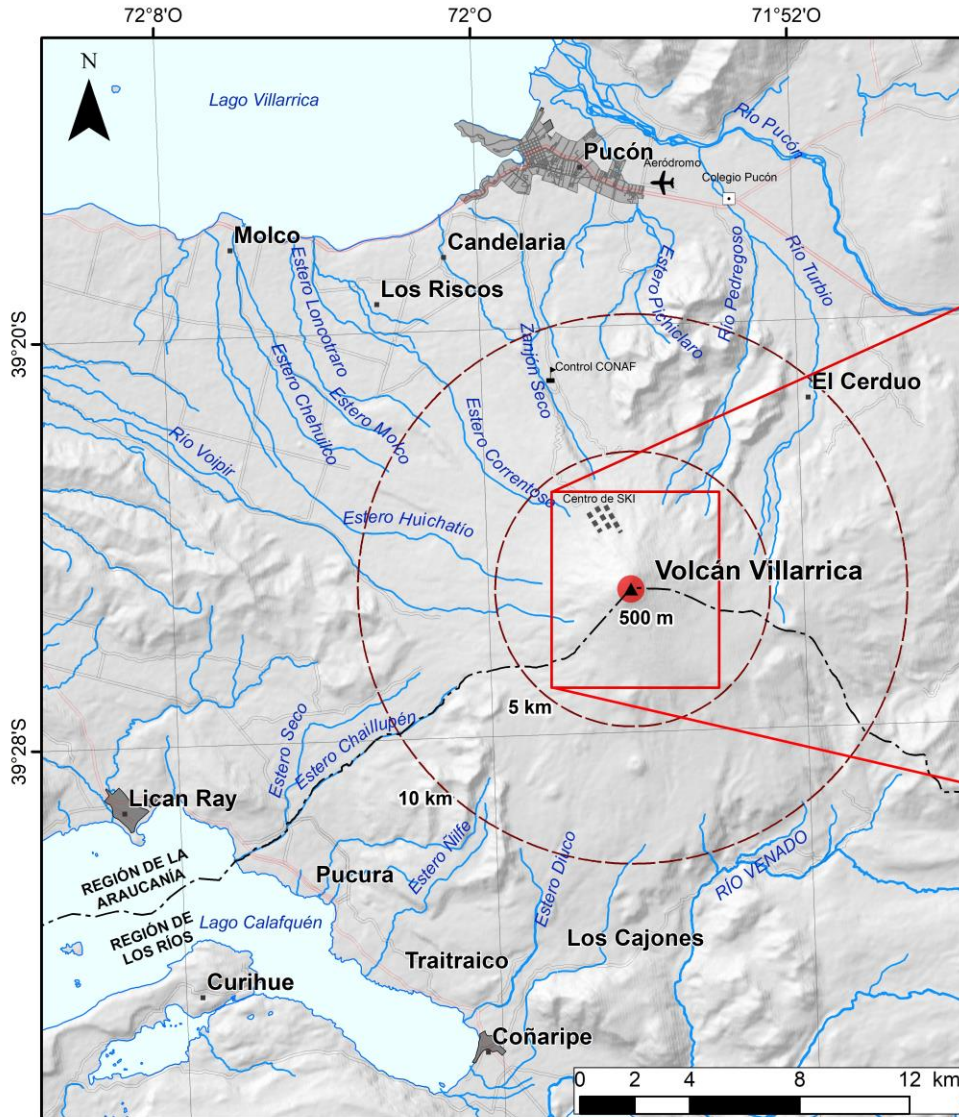 72°8'O
72°O
71°52'O
N
Lago Villarrica
Río Pucón
Pucón
Aeródromo
Colegio Pucón
Molco
Candelaria
Estero Loncotraro
Los Riscos
Estero Pichiclaro
Río Pedregoso
Río Turbio
39°20'S
Zanjón Seco
Control CONAF
El Cerduo
Estero Chehuilco
Estero Molco
Río Voipir
Estero Correntoso
Centro de SKI
Estero Huichatío
Volcán Villarrica
500 m
5 km
39°28'S
Estero Seco
Estero Chaillupén
10 km
Lican Ray
Estero Ñilfe
Estero Diuco
RÍO VENADO
REGIÓN DE LA
ARAUCANÍA
Pucura
REGIÓN DE
LOS RÍOS
Lago Calafquén
Los Cajones
Traitraico
Curihue
Coñaripe
0 2 4 8 12 km